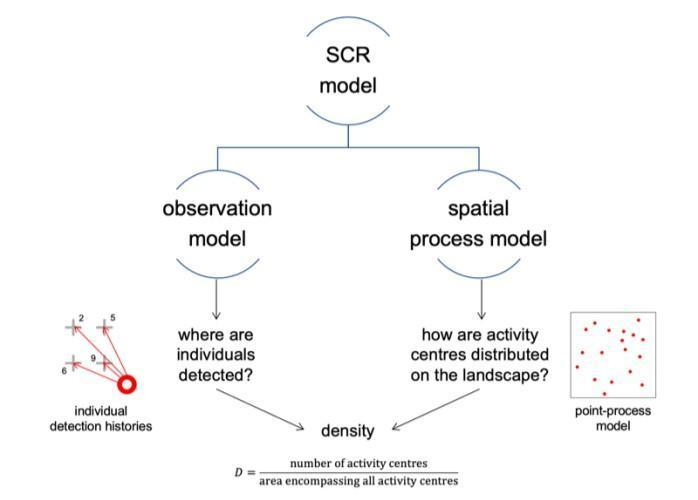 SCR
model
observation
model
spatial
process model
2
5
6
9
where are
individuals
detected?
how are activity
centres distributed
on the landscape?
individual
detection histories
point-process
model
density
D = number of activity centres
area encompassing all activity centres